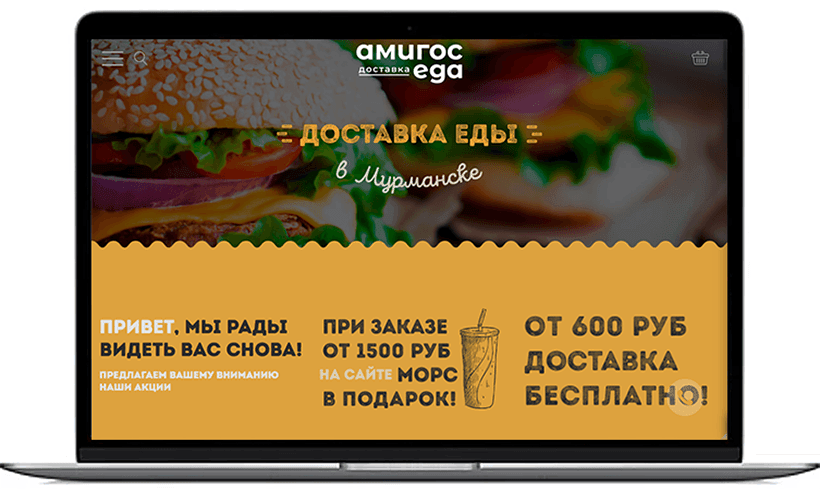 амигос
доставка еда
ДОСТАВКА ЕДЫ
в Мурманске
ПРИВЕТ, МЫ РАДЫ
ВИДЕТЬ ВАС СНОВА!
ПРЕДЛАГАЕМ ВАШЕМУ ВНИМАНИЮ
НАШИ АКЦИИ
ПРИ ЗАКАЗЕ
ОТ 1500 РУБ
НА САЙТЕ МОРС
В ПОДАРОК!
ОТ 600 РУБ
ДОСТАВКА
БЕСПЛАТНО!